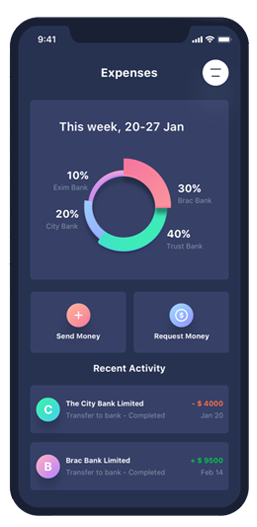 9:41
Expenses
This week, 20-27 Jan
10%
Exim Bank
30%
Brac Bank
20%
City Bank
40%
Trust Bank
Send Money
$
Request Money
Recent Activity
C
The City Bank Limited
- $ 4000
Transfer to bank - Completed
Jan 20
B
Brac Bank Limited
+ $ 9500
Transfer to bank - Completed
Feb 14